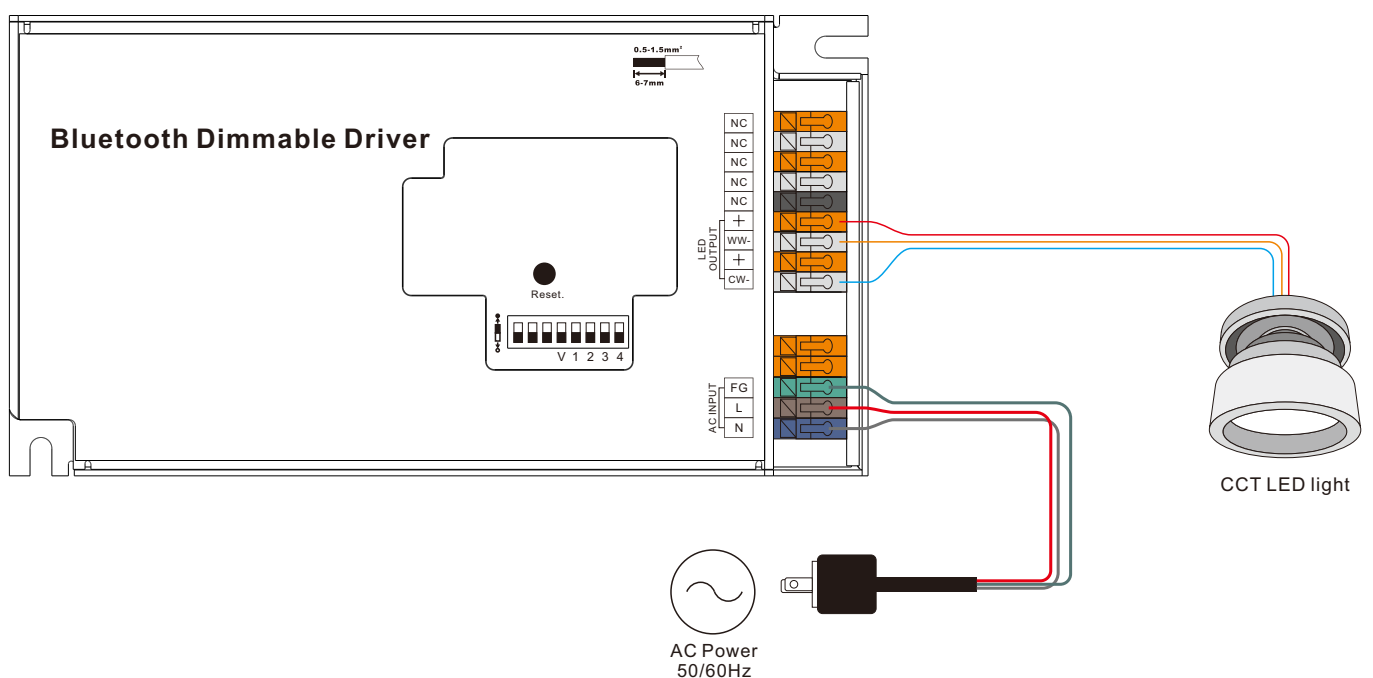 0.5-1.5mm²
6-7mm
Bluetooth Dimmable Driver
NC
NC
NC
NC
NC
+
WW-
+
CW-
LED
OUTPUT
Reset.
V 1 2 3 4
FG
L
N
AC INPUT
CCT LED light
AC Power
50/60Hz